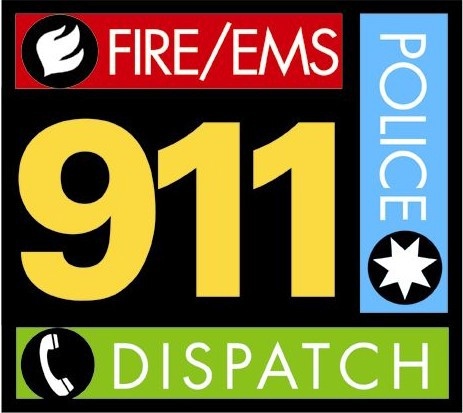 FIRE/EMS
POLICE
911
DISPATCH